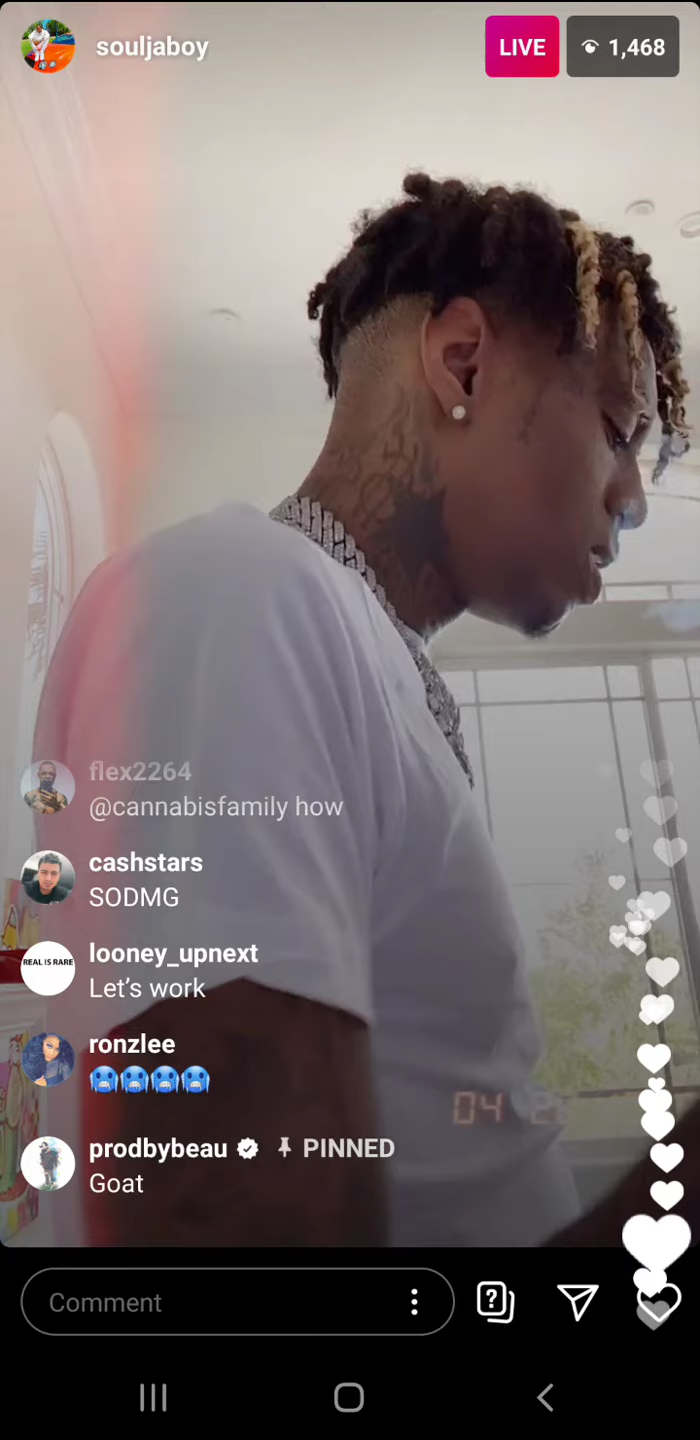 souljaboy
LIVE
1,468
flex2264
@cannabisfamily how
cashstars
SODMG
REAL IS RARE
looney_upnext
Let’s work
ronzlee
prodbybeau PINNED
Goat
04
Comment